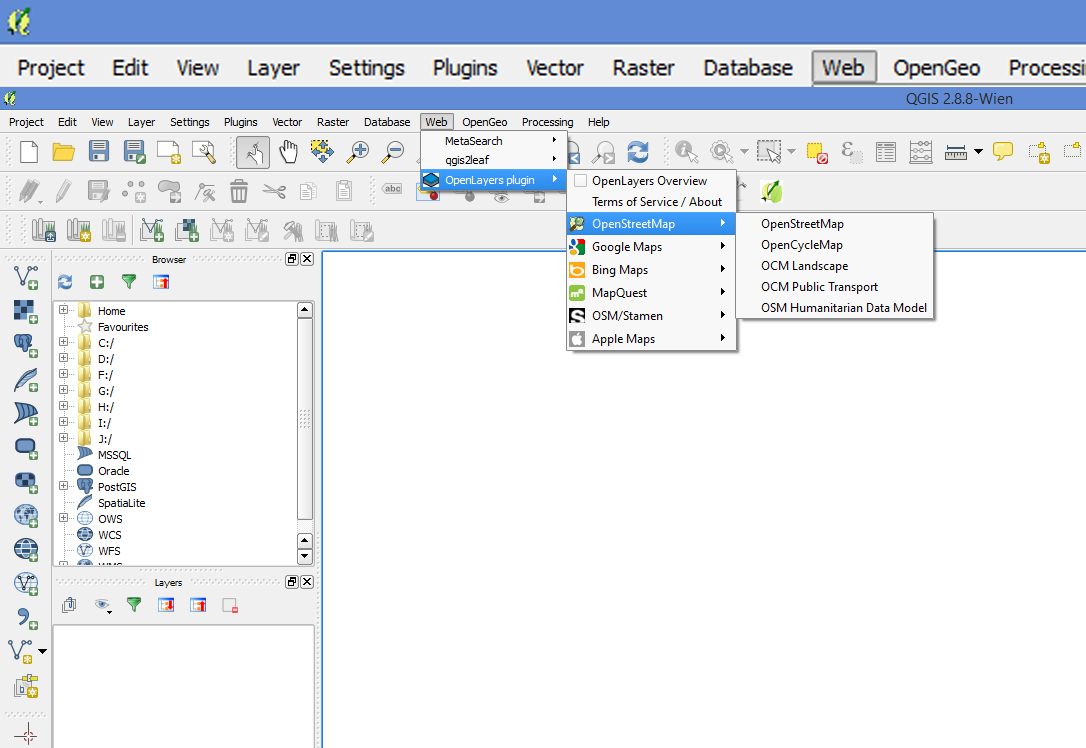 Project Edit View Layer Settings Plugins Vector Raster Database Web OpenGeo Processi
QGIS 2.8.8-Wien
Project Edit View Layer Settings Plugins Vector Raster Database Web OpenGeo Processing Help
MetaSearch
qgis2leaf
OpenLayers plugin
OpenLayers Overview
Terms of Service / About
OpenStreetMap
Google Maps
Bing Maps
MapQuest
OSM/Stamen
Apple Maps
OpenStreetMap
OpenCycleMap
OCM Landscape
OCM Public Transport
OSM Humanitarian Data Model
abc
Browser
Home
Favourites
C:/
D:/
F:/
G:/
H:/
I:/
J:/
MSSQL
Oracle
PostGIS
SpatiaLite
OWS
WCS
WFS
WMS
Layers